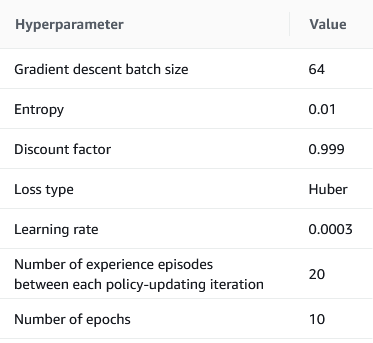 Hyperparameter Value
Gradient descent batch size 64
Entropy 0.01
Discount factor 0.999
Loss type Huber
Learning rate 0.0003
Number of experience episodes
between each policy-updating iteration 20
Number of epochs 10